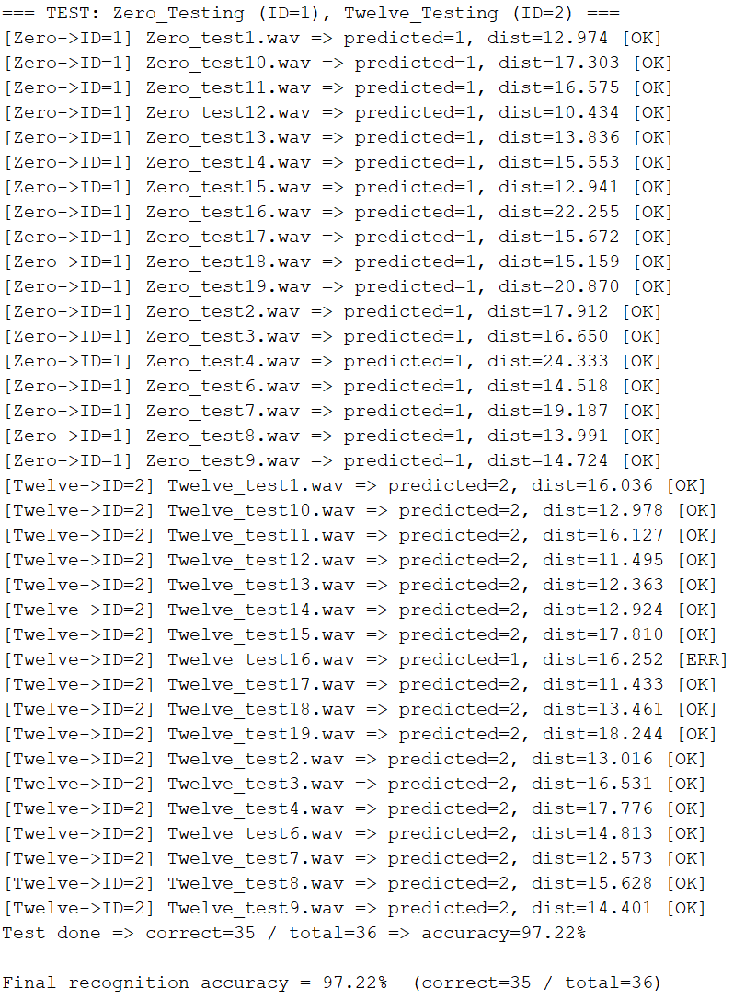 === TEST: Zero_Testing (ID=1), Twelve_Testing (ID=2) ===
[Zero->ID=1] Zero_test1.wav => predicted=1, dist=12.974 [OK]
[Zero->ID=1] Zero_test10.wav => predicted=1, dist=17.303 [OK]
[Zero->ID=1] Zero_test11.wav => predicted=1, dist=16.575 [OK]
[Zero->ID=1] Zero_test12.wav => predicted=1, dist=10.434 [OK]
[Zero->ID=1] Zero_test13.wav => predicted=1, dist=13.836 [OK]
[Zero->ID=1] Zero_test14.wav => predicted=1, dist=15.553 [OK]
[Zero->ID=1] Zero_test15.wav => predicted=1, dist=12.941 [OK]
[Zero->ID=1] Zero_test16.wav => predicted=1, dist=22.255 [OK]
[Zero->ID=1] Zero_test17.wav => predicted=1, dist=15.672 [OK]
[Zero->ID=1] Zero_test18.wav => predicted=1, dist=15.159 [OK]
[Zero->ID=1] Zero_test19.wav => predicted=1, dist=20.870 [OK]
[Zero->ID=1] Zero_test2.wav => predicted=1, dist=17.912 [OK]
[Zero->ID=1] Zero_test3.wav => predicted=1, dist=16.650 [OK]
[Zero->ID=1] Zero_test4.wav => predicted=1, dist=24.333 [OK]
[Zero->ID=1] Zero_test6.wav => predicted=1, dist=14.518 [OK]
[Zero->ID=1] Zero_test7.wav => predicted=1, dist=19.187 [OK]
[Zero->ID=1] Zero_test8.wav => predicted=1, dist=13.991 [OK]
[Zero->ID=1] Zero_test9.wav => predicted=1, dist=14.724 [OK]
[Twelve->ID=2] Twelve_test1.wav => predicted=2, dist=16.036 [OK]
[Twelve->ID=2] Twelve_test10.wav => predicted=2, dist=12.978 [OK]
[Twelve->ID=2] Twelve_test11.wav => predicted=2, dist=16.127 [OK]
[Twelve->ID=2] Twelve_test12.wav => predicted=2, dist=11.495 [OK]
[Twelve->ID=2] Twelve_test13.wav => predicted=2, dist=12.363 [OK]
[Twelve->ID=2] Twelve_test14.wav => predicted=2, dist=12.924 [OK]
[Twelve->ID=2] Twelve_test15.wav => predicted=2, dist=17.810 [OK]
[Twelve->ID=2] Twelve_test16.wav => predicted=1, dist=16.252 [ERR]
[Twelve->ID=2] Twelve_test17.wav => predicted=2, dist=11.433 [OK]
[Twelve->ID=2] Twelve_test18.wav => predicted=2, dist=13.461 [OK]
[Twelve->ID=2] Twelve_test19.wav => predicted=2, dist=18.244 [OK]
[Twelve->ID=2] Twelve_test2.wav => predicted=2, dist=13.016 [OK]
[Twelve->ID=2] Twelve_test3.wav => predicted=2, dist=16.531 [OK]
[Twelve->ID=2] Twelve_test4.wav => predicted=2, dist=17.776 [OK]
[Twelve->ID=2] Twelve_test6.wav => predicted=2, dist=14.813 [OK]
[Twelve->ID=2] Twelve_test7.wav => predicted=2, dist=12.573 [OK]
[Twelve->ID=2] Twelve_test8.wav => predicted=2, dist=15.628 [OK]
[Twelve->ID=2] Twelve_test9.wav => predicted=2, dist=14.401 [OK]
Test done => correct=35 / total=36 => accuracy=97.22%
Final recognition accuracy = 97.22%  (correct=35 / total=36)